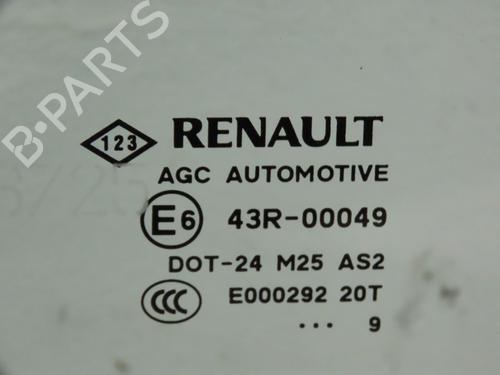 B-PARTS
123 RENAULT
AGC AUTOMOTIVE
E6 43R-00049
DOT-24 M25 AS2
CCC E000292 20T
... 9